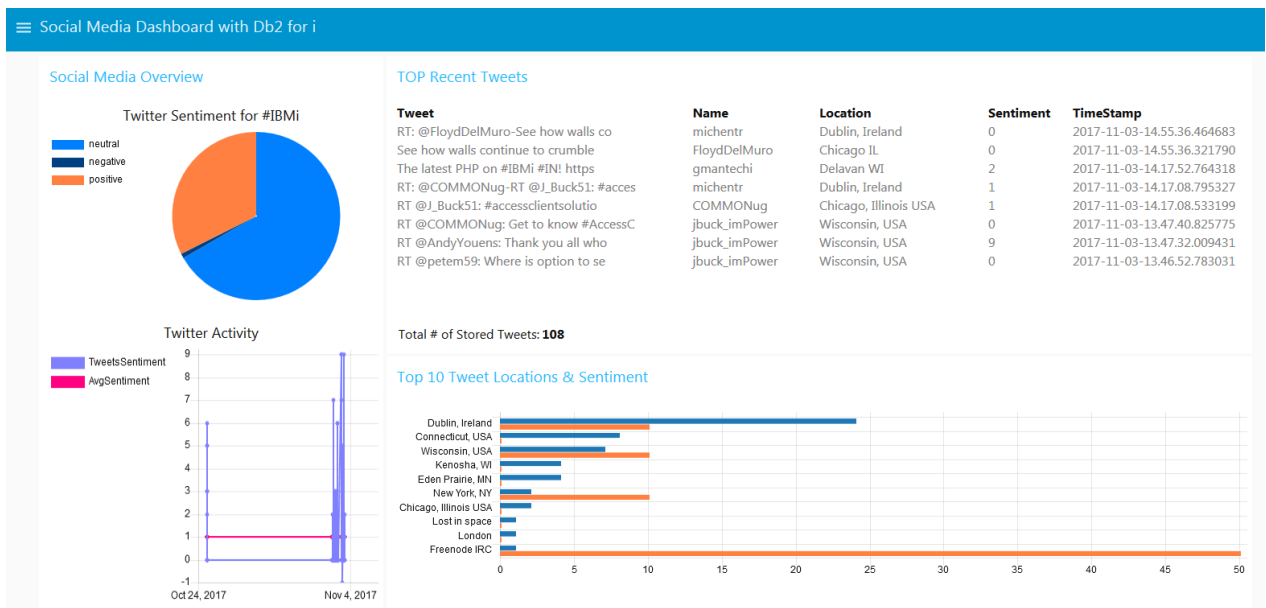 Social Media Dashboard with Db2 for i
Social Media Overview
Twitter Sentiment for #IBMi
neutral
negative
positive
Twitter Activity
TweetsSentiment
AvgSentiment
9
8
7
6
5
4
3
2
1
0
-1
Oct 24, 2017 Nov 4, 2017
TOP Recent Tweets
Tweet Name Location Sentiment TimeStamp
RT: @FloydDelMuro-See how walls co michentr Dublin, Ireland 0 2017-11-03-14.55.36.464683
See how walls continue to crumble FloydDelMuro Chicago IL 0 2017-11-03-14.55.36.321790
The latest PHP on #IBMi #IN! https gmantechi Delavan WI 2 2017-11-03-14.17.52.764318
RT: @COMMONug-RT @J_Buck51: #acces michentr Dublin, Ireland 1 2017-11-03-14.17.08.795327
RT @J_Buck51: #accessclientsolutio COMMONug Chicago, Illinois USA 1 2017-11-03-14.17.08.533199
RT @COMMONug: Get to know #AccessC jbuck_imPower Wisconsin, USA 0 2017-11-03-13.47.40.825775
RT @AndyYouens: Thank you all who jbuck_imPower Wisconsin, USA 9 2017-11-03-13.47.32.009431
RT @petem59: Where is option to se jbuck_imPower Wisconsin, USA 0 2017-11-03-13.46.52.783031
Total # of Stored Tweets: 108
Top 10 Tweet Locations & Sentiment
Dublin, Ireland
Connecticut, USA
Wisconsin, USA
Kenosha, WI
Eden Prairie, MN
New York, NY
Chicago, Illinois USA
Lost in space
London
Freenode IRC
0 5 10 15 20 25 30 35 40 45 50